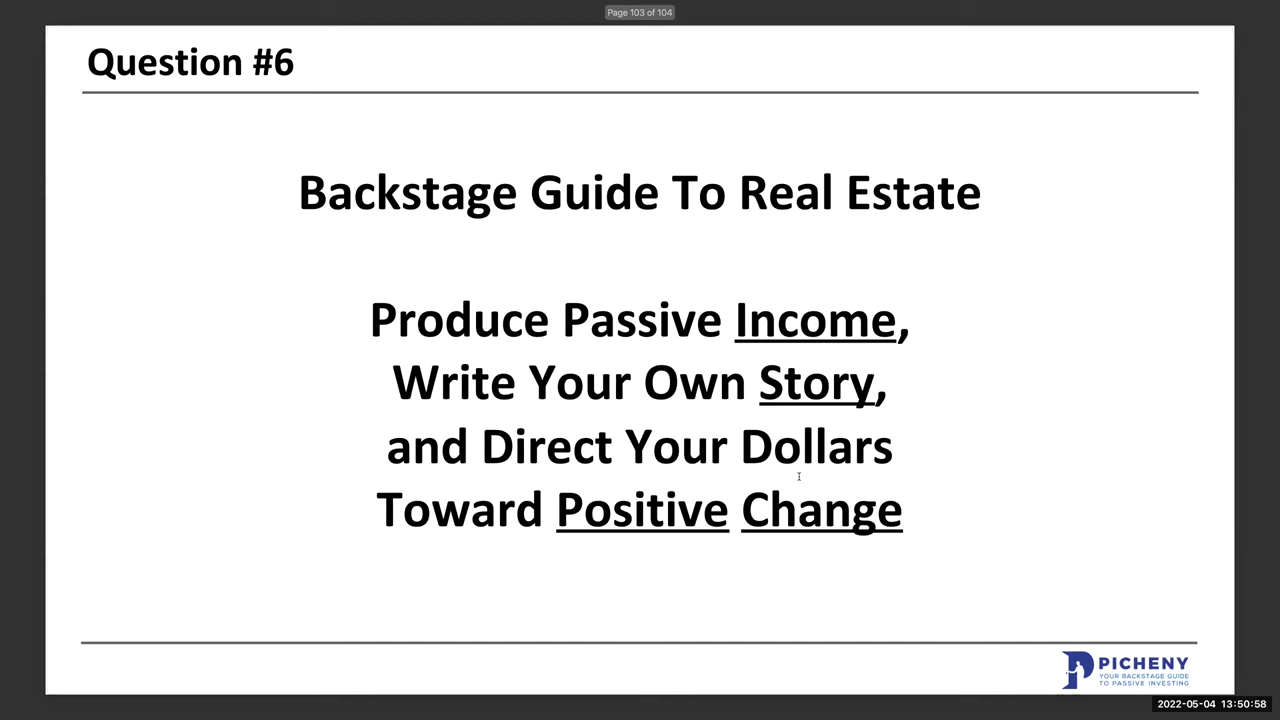 Page 103 of 104
Question #6
Backstage Guide To Real Estate
Produce Passive Income,
Write Your Own Story,
and Direct Your Dollars
Toward Positive Change
PICHENY
YOUR BACKSTAGE GUIDE
TO PASSIVE INVESTING
2022-05-04 13:50:58